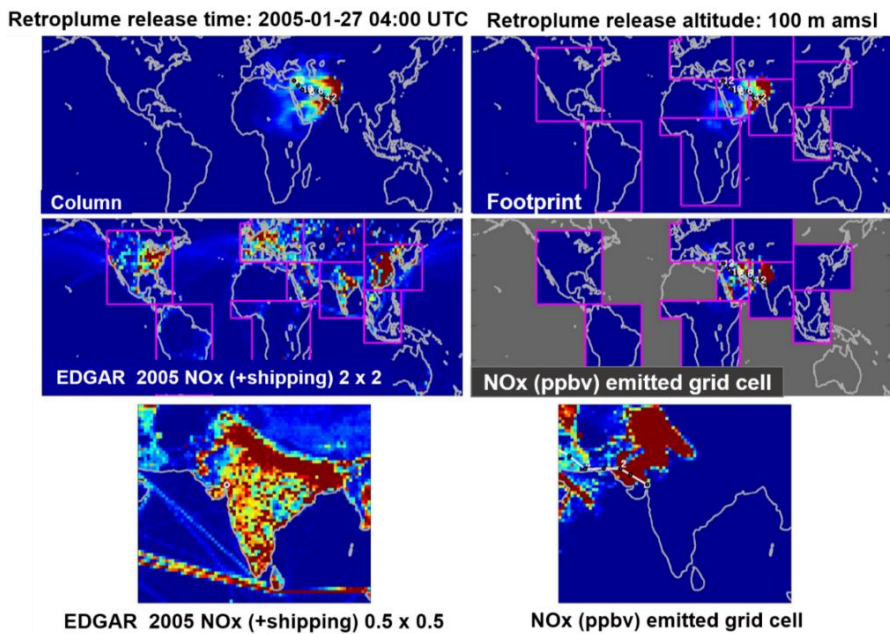 Retroplume release time: 2005-01-27 04:00 UTC Retroplume release altitude: 100 m amsl
Column
Footprint
EDGAR 2005 NOx (+shipping) 2 x 2
NOx (ppbv) emitted grid cell
2
EDGAR 2005 NOx (+shipping) 0.5 x 0.5
NOx (ppbv) emitted grid cell